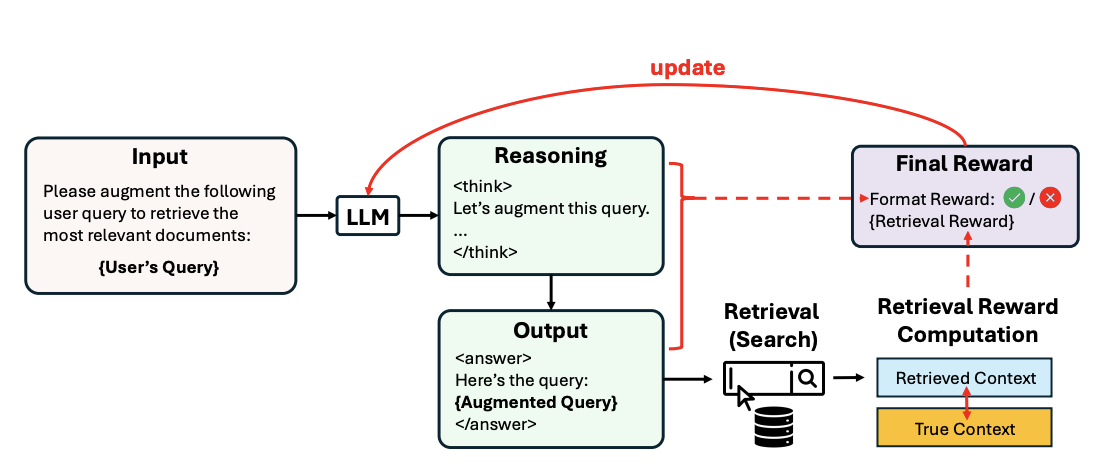 update
Input
Please augment the following
user query to retrieve the
most relevant documents:
{User's Query}
LLM
Reasoning
<think>
Let's augment this query.
...
</think>
Output
<answer>
Here's the query:
{Augmented Query}
</answer>
Retrieval
(Search)
Final Reward
Format Reward: ✓ / ✕
{Retrieval Reward}
Retrieval Reward
Computation
Retrieved Context
True Context